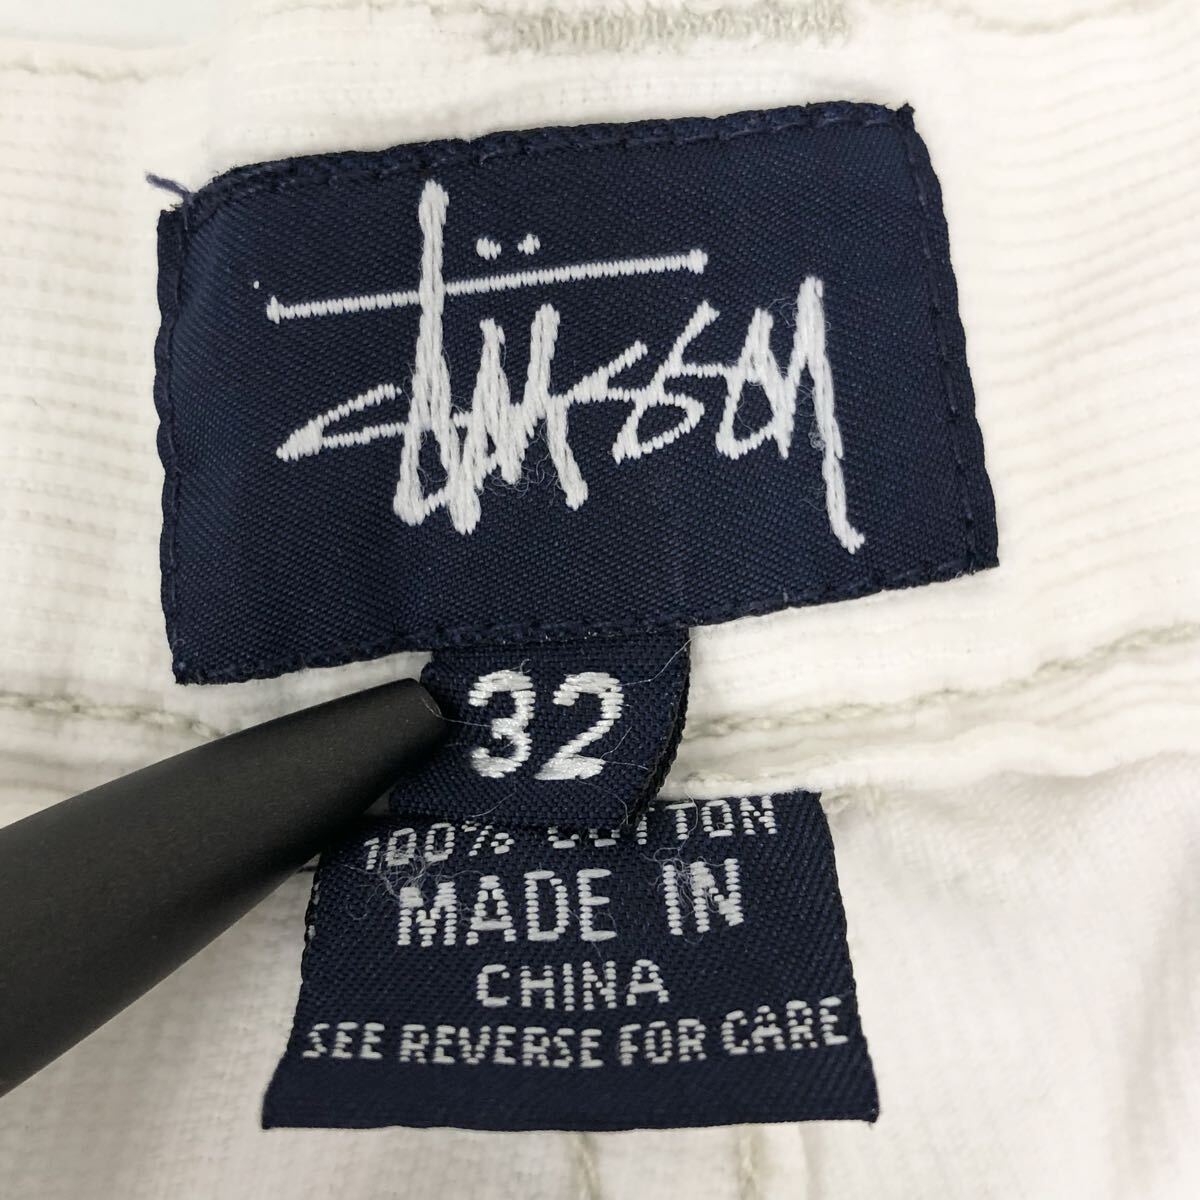 Stüssy
32
100% COTTON
MADE IN
CHINA
SEE REVERSE FOR CARE